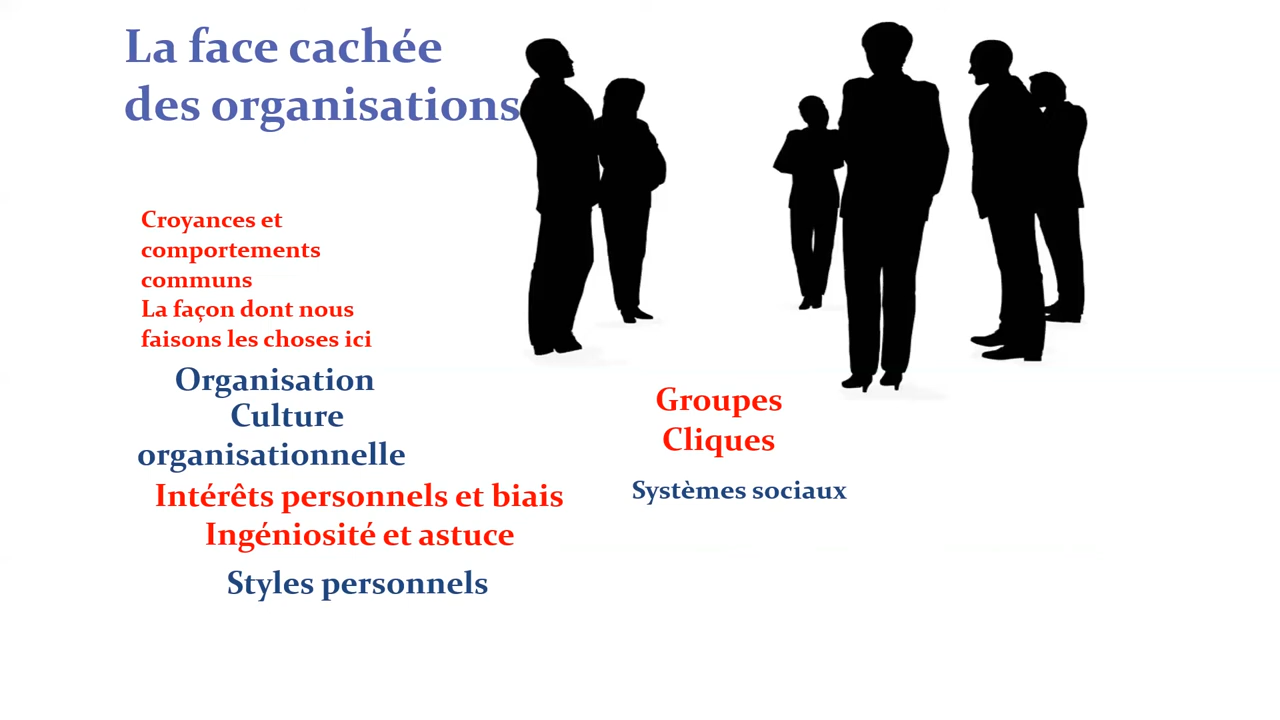 La face cachée
des organisations
Croyances et
comportements
communs
La façon dont nous
faisons les choses ici
Organisation
Culture
organisationnelle
Intérêts personnels et biais
Ingéniosité et astuce
Styles personnels
Groupes
Cliques
Systèmes sociaux